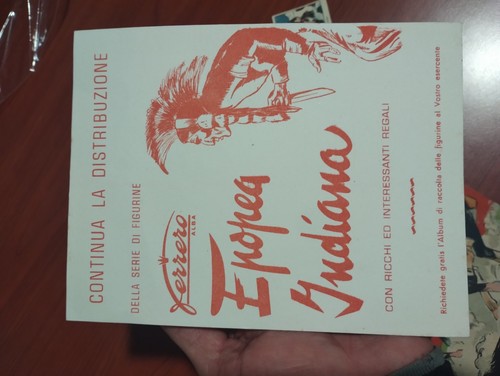 CONTINUA LA DISTRIBUZIONE
DELLA SERIE DI FIGURINE
Ferrero
ALBA
Epopea
Indiana
CON RICCHI ED INTERESSANTI REGALI
Richiedete gratis l'Album di raccolta delle figurine al Vostro esercente